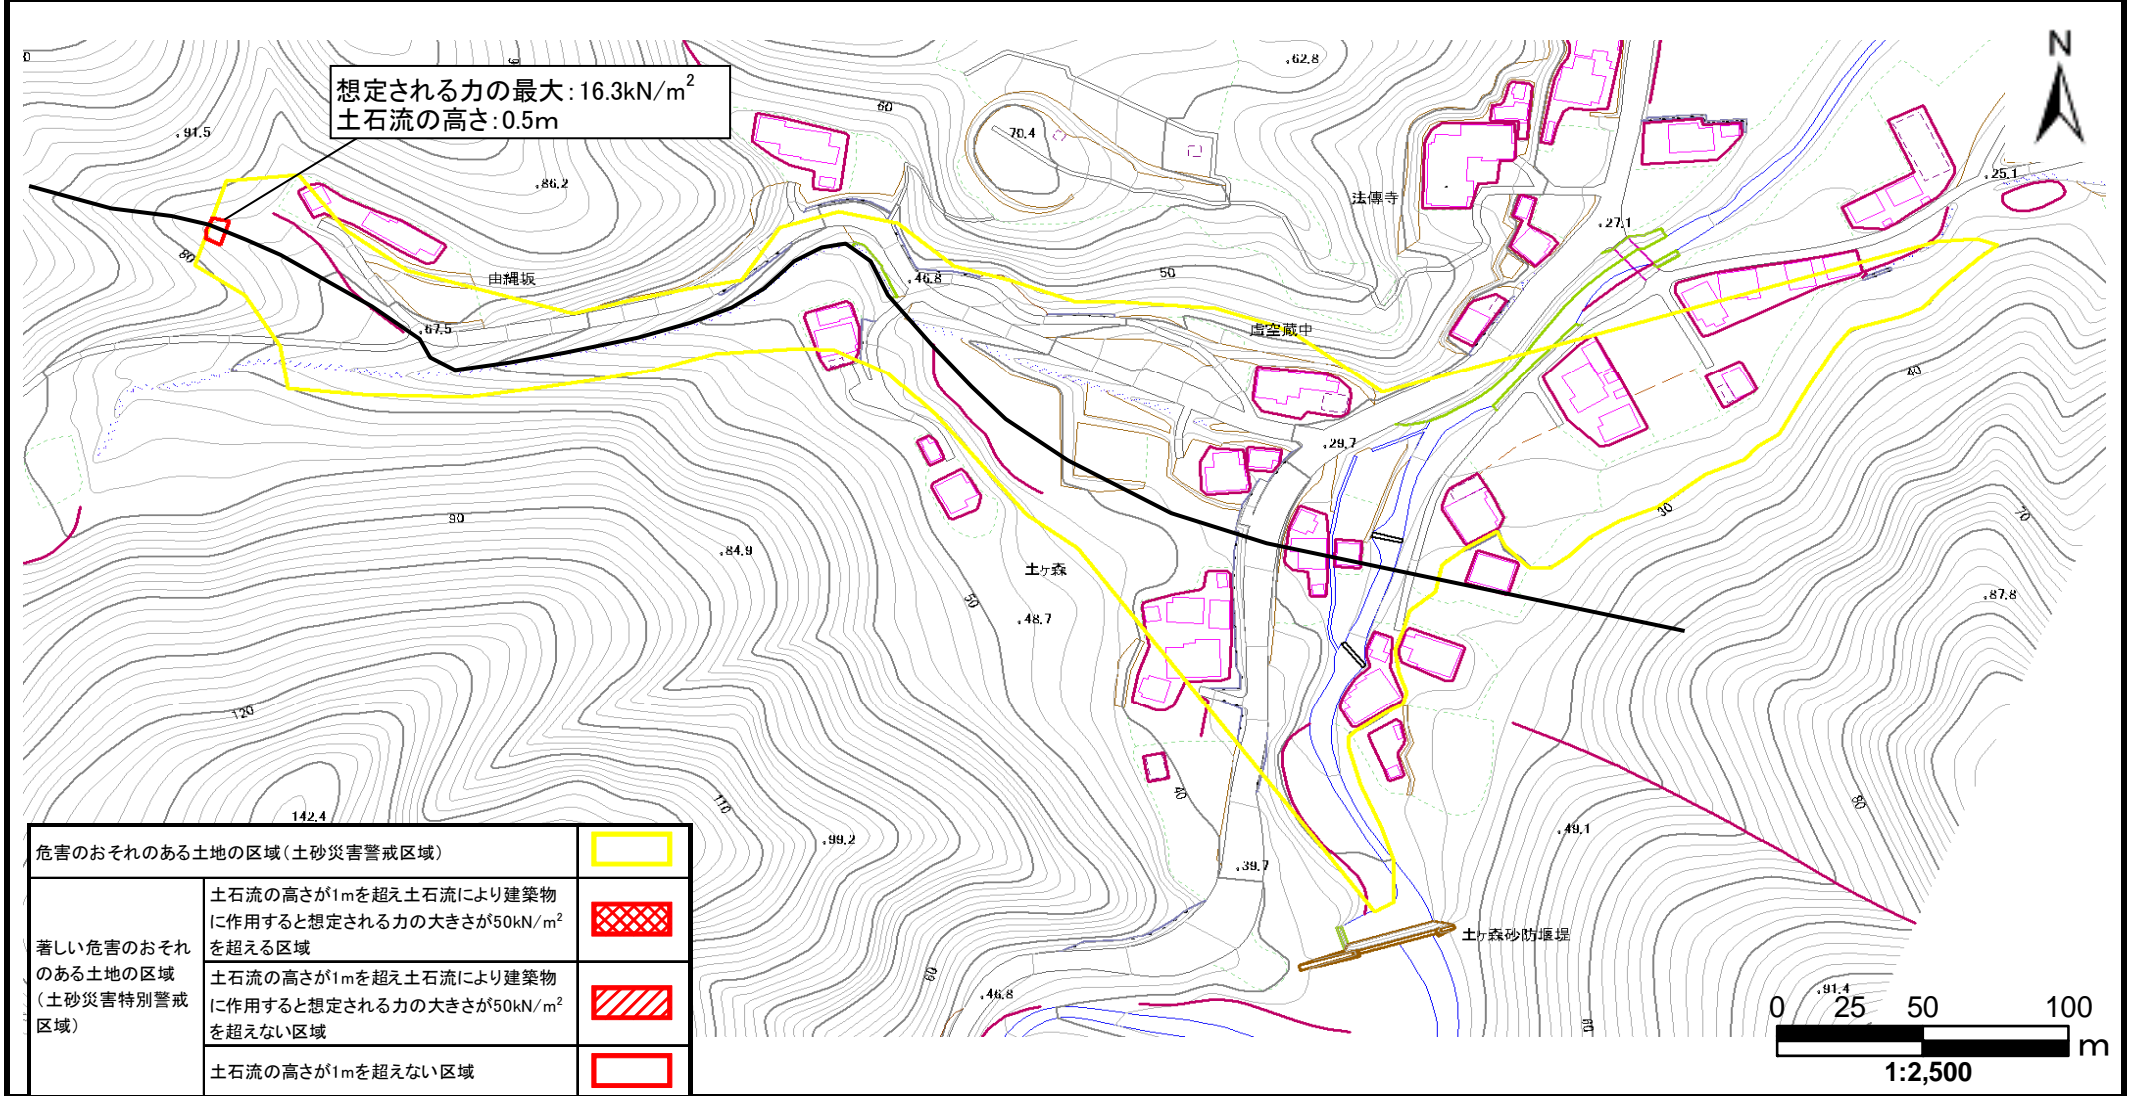 N
想定される力の最大：16.3kN/m²
土石流の高さ：0.5m
62.8
91.5
60
70.4
86.2
法傳寺
25.1
27.1
80
由縄坂
46.8
50
67.5
虚空蔵中
40
29.7
90
84.9
30
70
土ヶ森
50
48.7
87.8
120
110
142.4
40
80
99.2
49.1
39.7
土ヶ森砂防堰堤
60
46.8
91.4
60
危害のおそれのある土地の区域（土砂災害警戒区域）
著しい危害のおそれ
のある土地の区域
（土砂災害特別警戒
区域）
土石流の高さが1mを超え土石流により建築物
に作用すると想定される力の大きさが50kN/m²
を超える区域
土石流の高さが1mを超え土石流により建築物
に作用すると想定される力の大きさが50kN/m²
を超えない区域
土石流の高さが1mを超えない区域
0 25 50 100
m
1:2,500